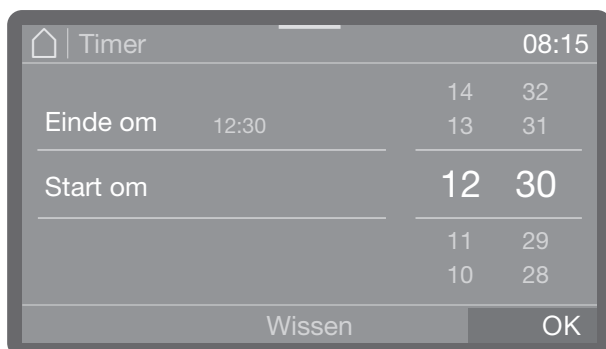 Timer 08:15
14 32
Einde om 12:30 13 31
Start om 12 30
11 29
10 28
Wissen OK